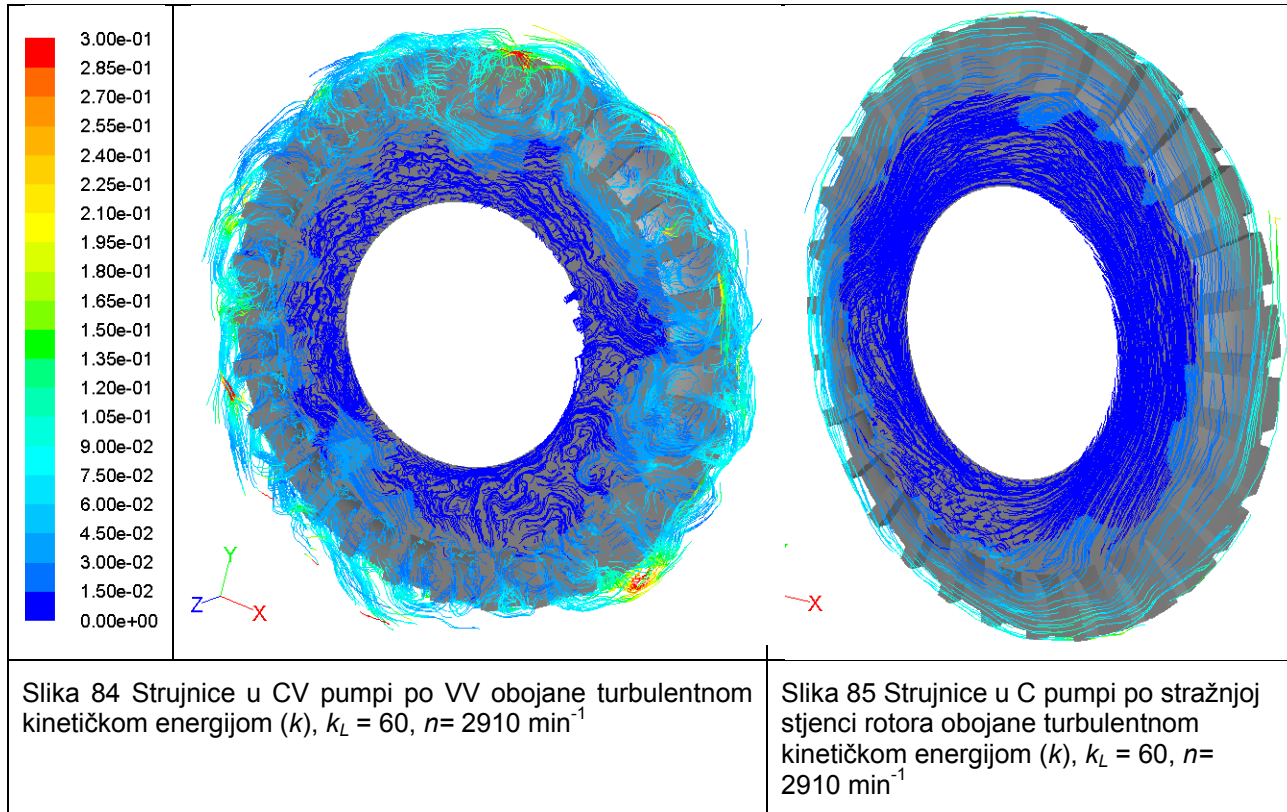 3.00e-01
2.85e-01
2.70e-01
2.55e-01
2.40e-01
2.25e-01
2.10e-01
1.95e-01
1.80e-01
1.65e-01
1.50e-01
1.35e-01
1.20e-01
1.05e-01
9.00e-02
7.50e-02
6.00e-02
4.50e-02
3.00e-02
1.50e-02
0.00e+00
Y
Z
X
X
Slika 84 Strujnice u CV pumpi po VV obojane turbulentnom
kinetičkom energijom (k), kL = 60, n= 2910 min-1
Slika 85 Strujnice u C pumpi po stražnjoj
stjenci rotora obojane turbulentnom
kinetičkom energijom (k), kL = 60, n=
2910 min-1